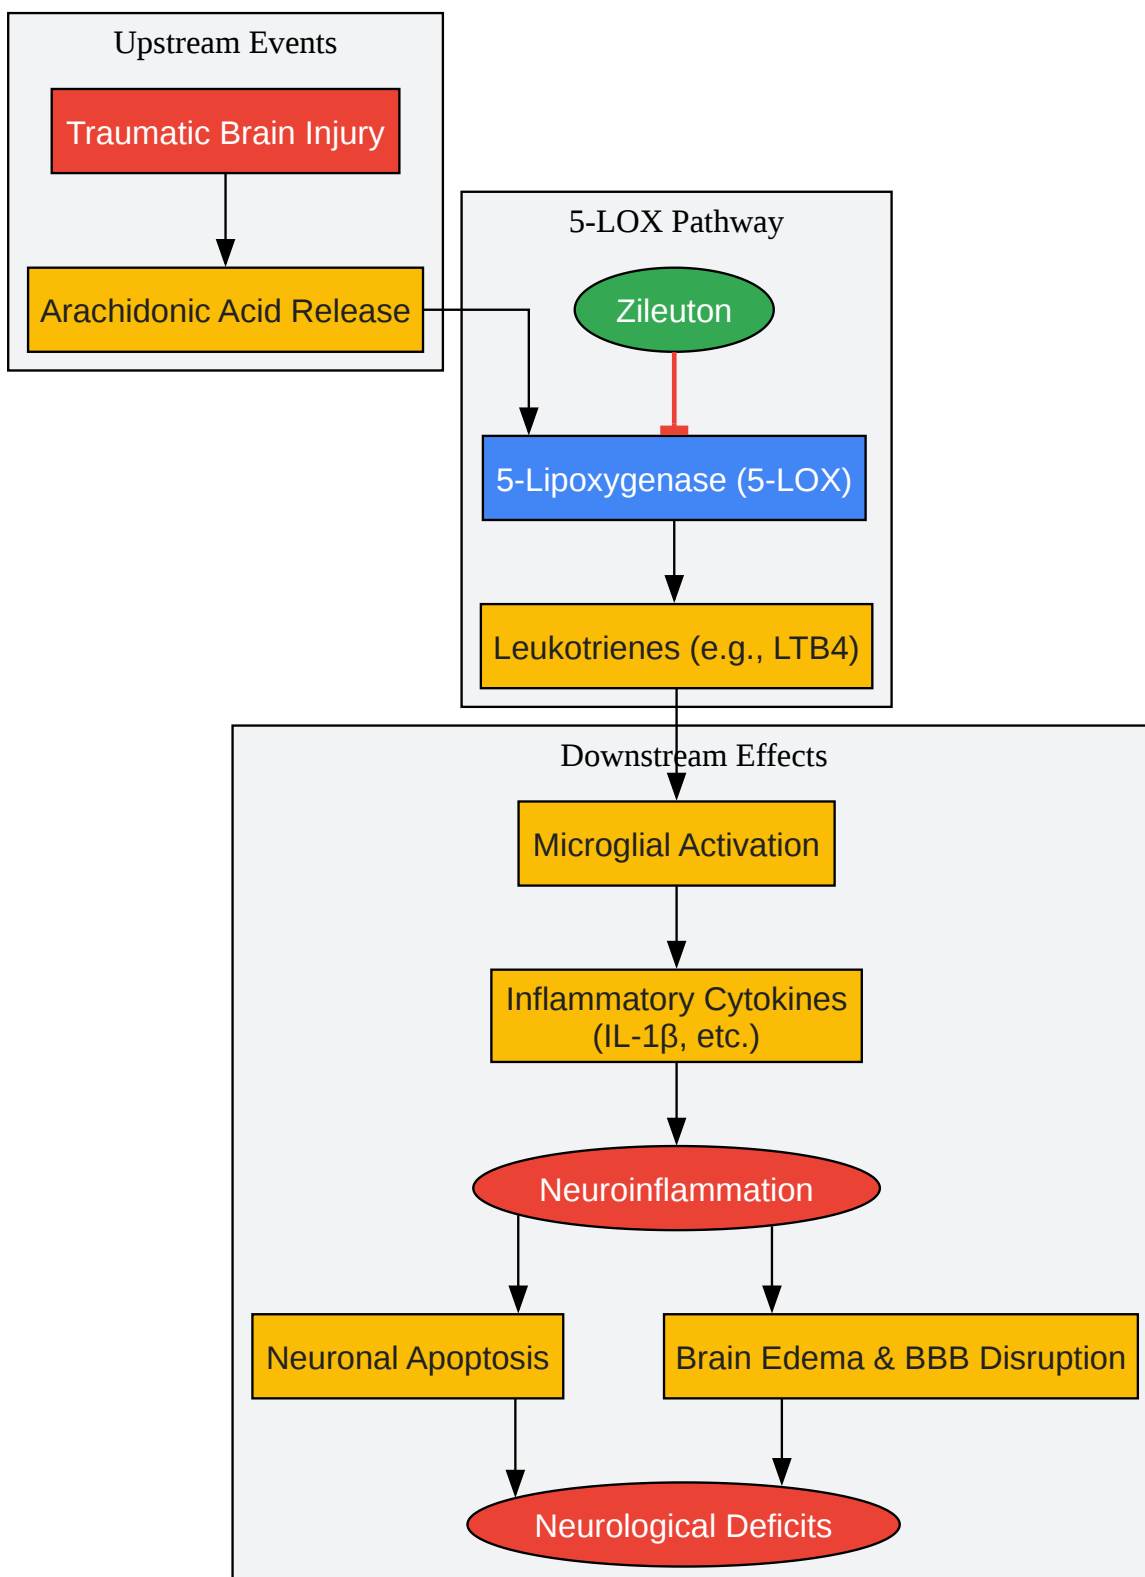 Upstream Events
Traumatic Brain Injury
Arachidonic Acid Release
5-LOX Pathway
Zileuton
5-Lipoxygenase (5-LOX)
Leukotrienes (e.g., LTB4)
Downstream Effects
Microglial Activation
Inflammatory Cytokines
(IL-1β, etc.)
Neuroinflammation
Neuronal Apoptosis
Brain Edema & BBB Disruption
Neurological Deficits